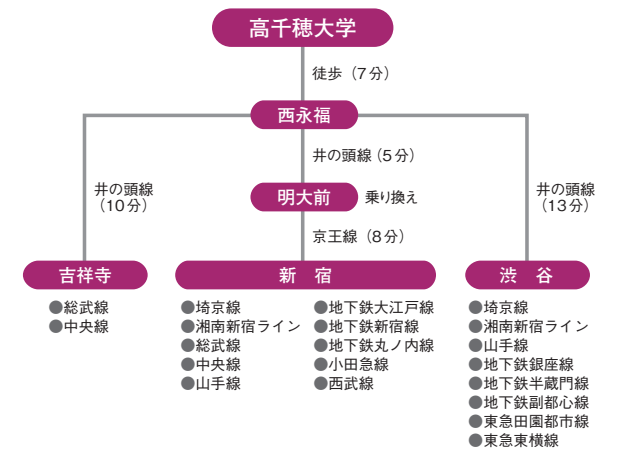 高千穂大学
徒歩（7分）
西永福
井の頭線
（10分）
井の頭線（5分）
井の頭線
（13分）
明大前
乗り換え
京王線（8分）
吉祥寺
●総武線
●中央線
新　宿
●埼京線
●湘南新宿ライン
●総武線
●中央線
●山手線
●地下鉄大江戸線
●地下鉄新宿線
●地下鉄丸ノ内線
●小田急線
●西武線
渋　谷
●埼京線
●湘南新宿ライン
●山手線
●地下鉄銀座線
●地下鉄半蔵門線
●地下鉄副都心線
●東急田園都市線
●東急東横線